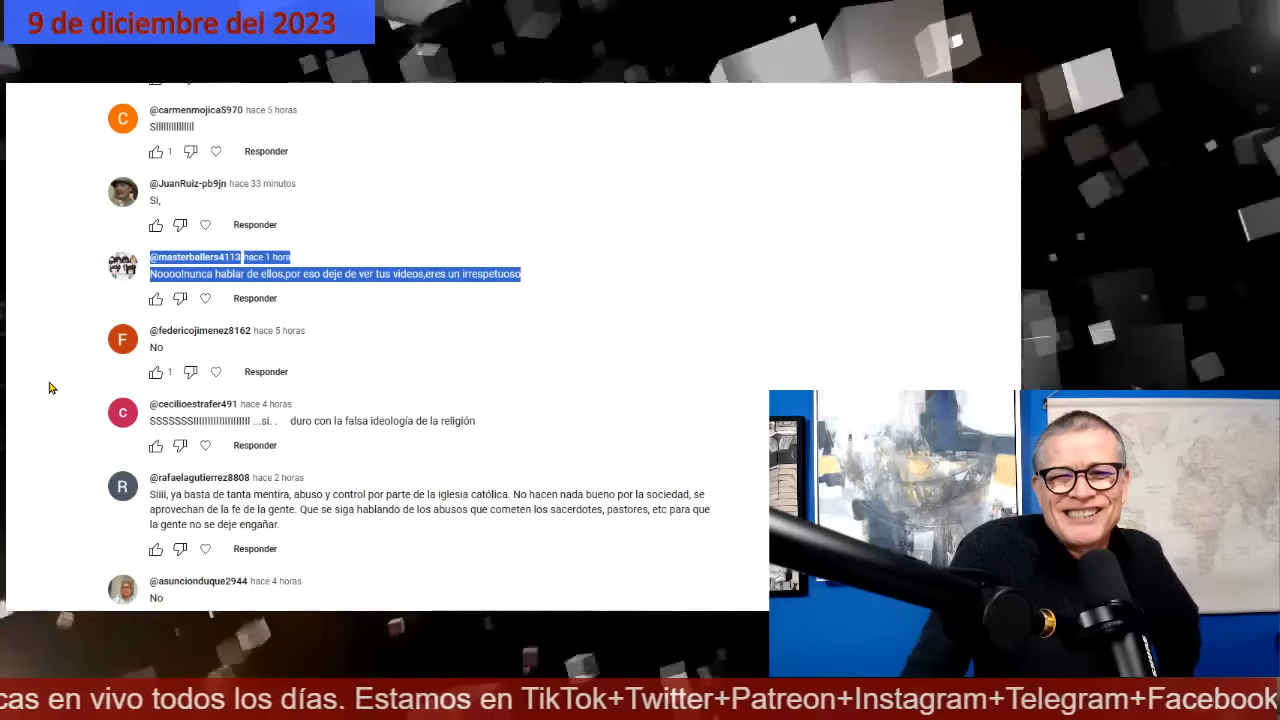 9 de diciembre del 2023
@carmenmojica5970 hace 5 horas
SIIIIIIIIIIIIIII
1 Responder
@JuanRuiz-pb9jn hace 33 minutos
Si,
Responder
@masterballers4113 hace 1 hora
Noooo!nunca hablar de ellos,por eso deje de ver tus videos,eres un irrespetuoso
Responder
F
@federicojimenez8162 hace 5 horas
No
1 Responder
@cecilioestrafer491 hace 4 horas
SSSSSSSIIIIIIIIIIIIIIIIIIII ...si. . duro con la falsa ideología de la religión
Responder
@rafaelagutierrez8808 hace 2 horas
Siiii, ya basta de tanta mentira, abuso y control por parte de la iglesia católica. No hacen nada bueno por la sociedad, se
aprovechan de la fe de la gente. Que se siga hablando de los abusos que cometen los sacerdotes, pastores, etc para que
la gente no se deje engañar.
Responder
@asuncionduque2944 hace 4 horas
No
cas en vivo todos los días. Estamos en TikTok+Twitter+Patreon+Instagram+Telegram+Facebook